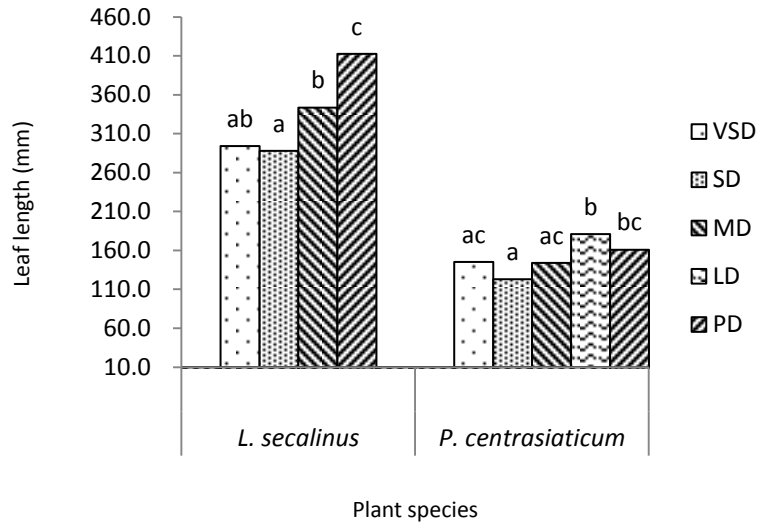 460.0
410.0
360.0
310.0
260.0
210.0
160.0
110.0
60.0
10.0
Leaf length (mm)
ab
a
b
c
ac
a
ac
b
bc
VSD
SD
MD
LD
PD
L. secalinus
P. centrasiaticum
Plant species